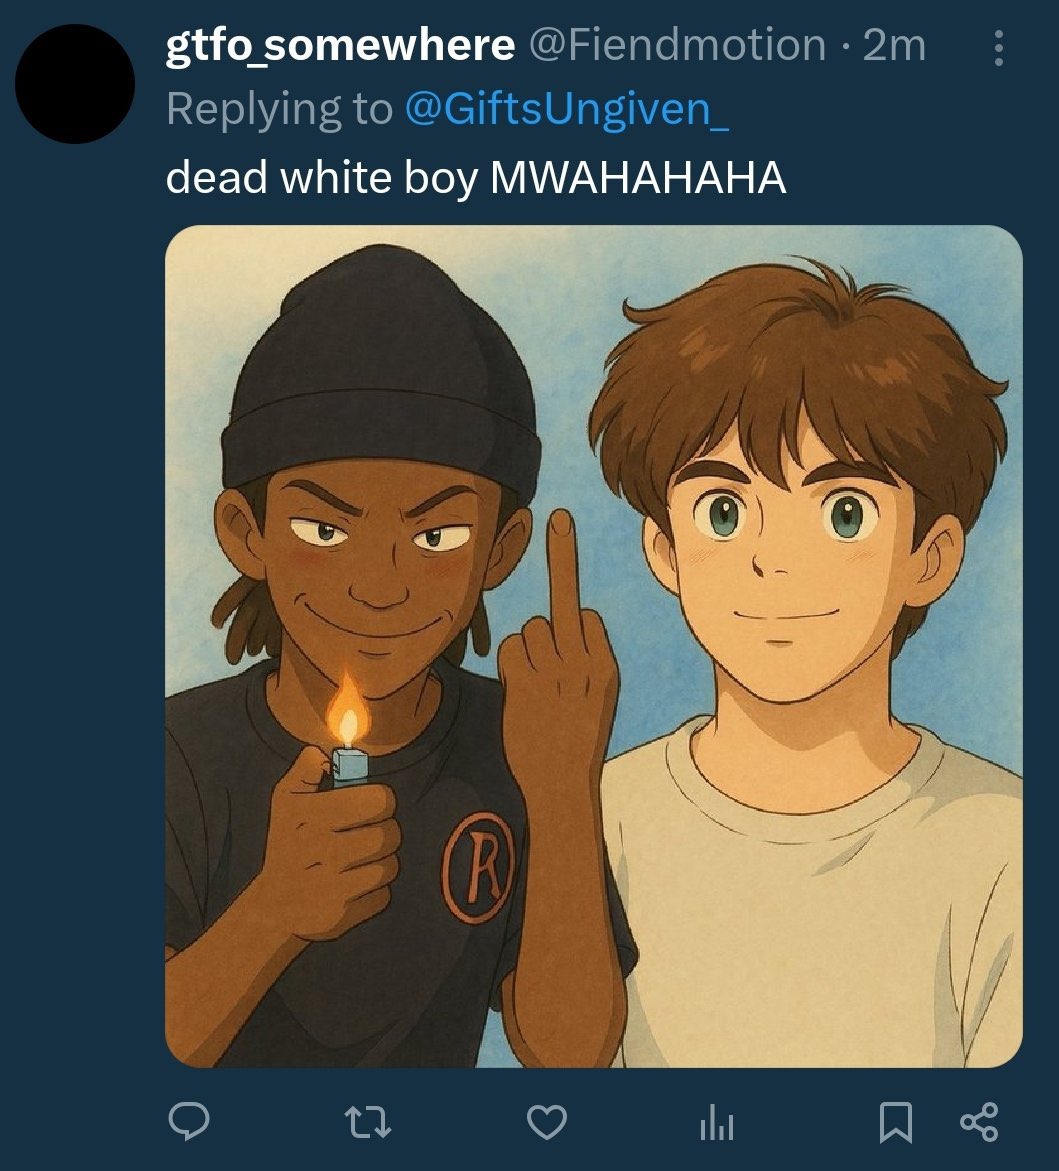 gtfo_somewhere @Fiendmotion · 2m
Replying to @GiftsUngiven_
dead white boy MWAHAHAHA
R